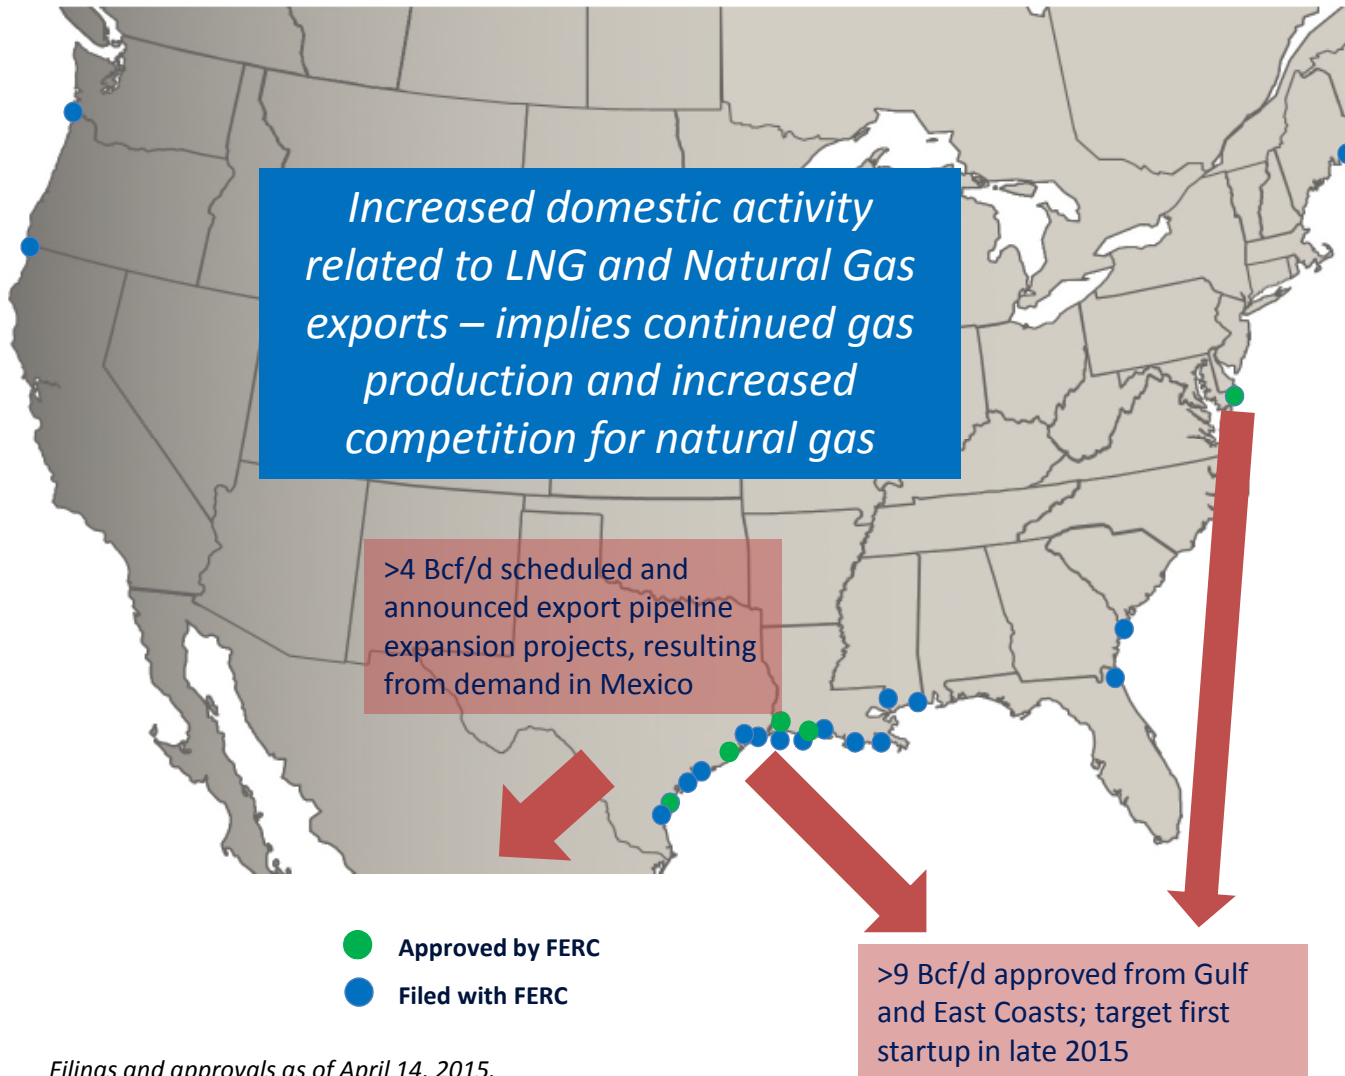 Increased domestic activity
related to LNG and Natural Gas
exports – implies continued gas
production and increased
competition for natural gas
>4 Bcf/d scheduled and
announced export pipeline
expansion projects, resulting
from demand in Mexico
Approved by FERC
Filed with FERC
>9 Bcf/d approved from Gulf
and East Coasts; target first
startup in late 2015
Filings and approvals as of April 14, 2015.